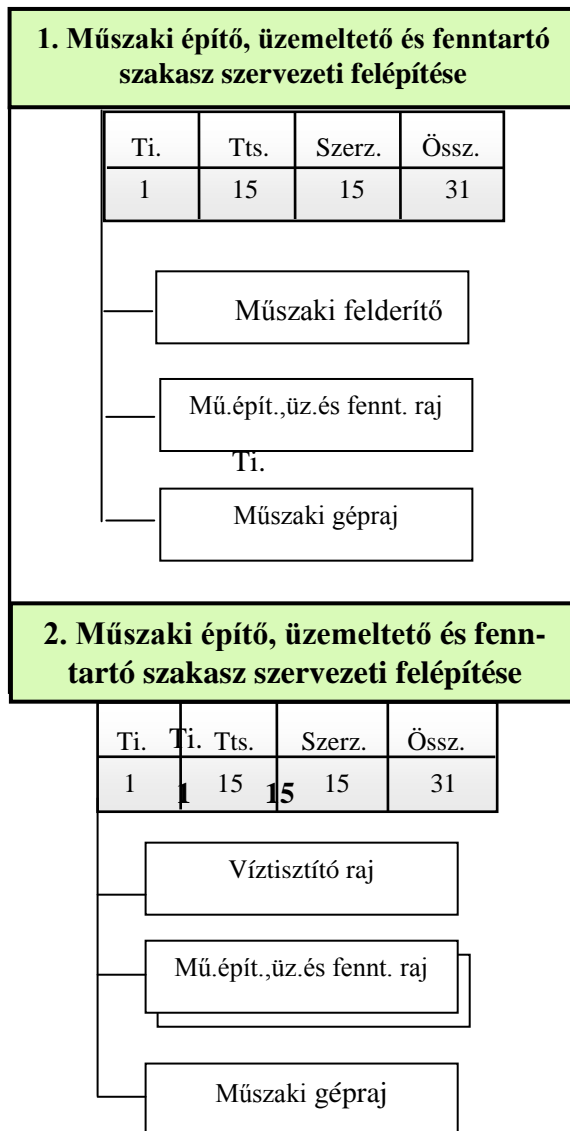 1. Műszaki építő, üzemeltető és fenntartó
szakasz szervezeti felépítése
Ti. Tts. Szerz. Össz.
1 15 15 31
Műszaki felderítő
Mű.épít.,üz.és fennt. raj
Ti.
Műszaki gépraj
2. Műszaki építő, üzemeltető és fenn-
tartó szakasz szervezeti felépítése
Ti. Ti. Tts. Szerz. Össz.
1 1 15 15 15 31
Víztisztító raj
Mű.épít.,üz.és fennt. raj
Műszaki gépraj